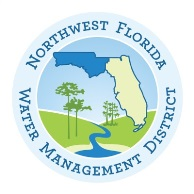 NORTHWEST FLORIDA
WATER MANAGEMENT DISTRICT